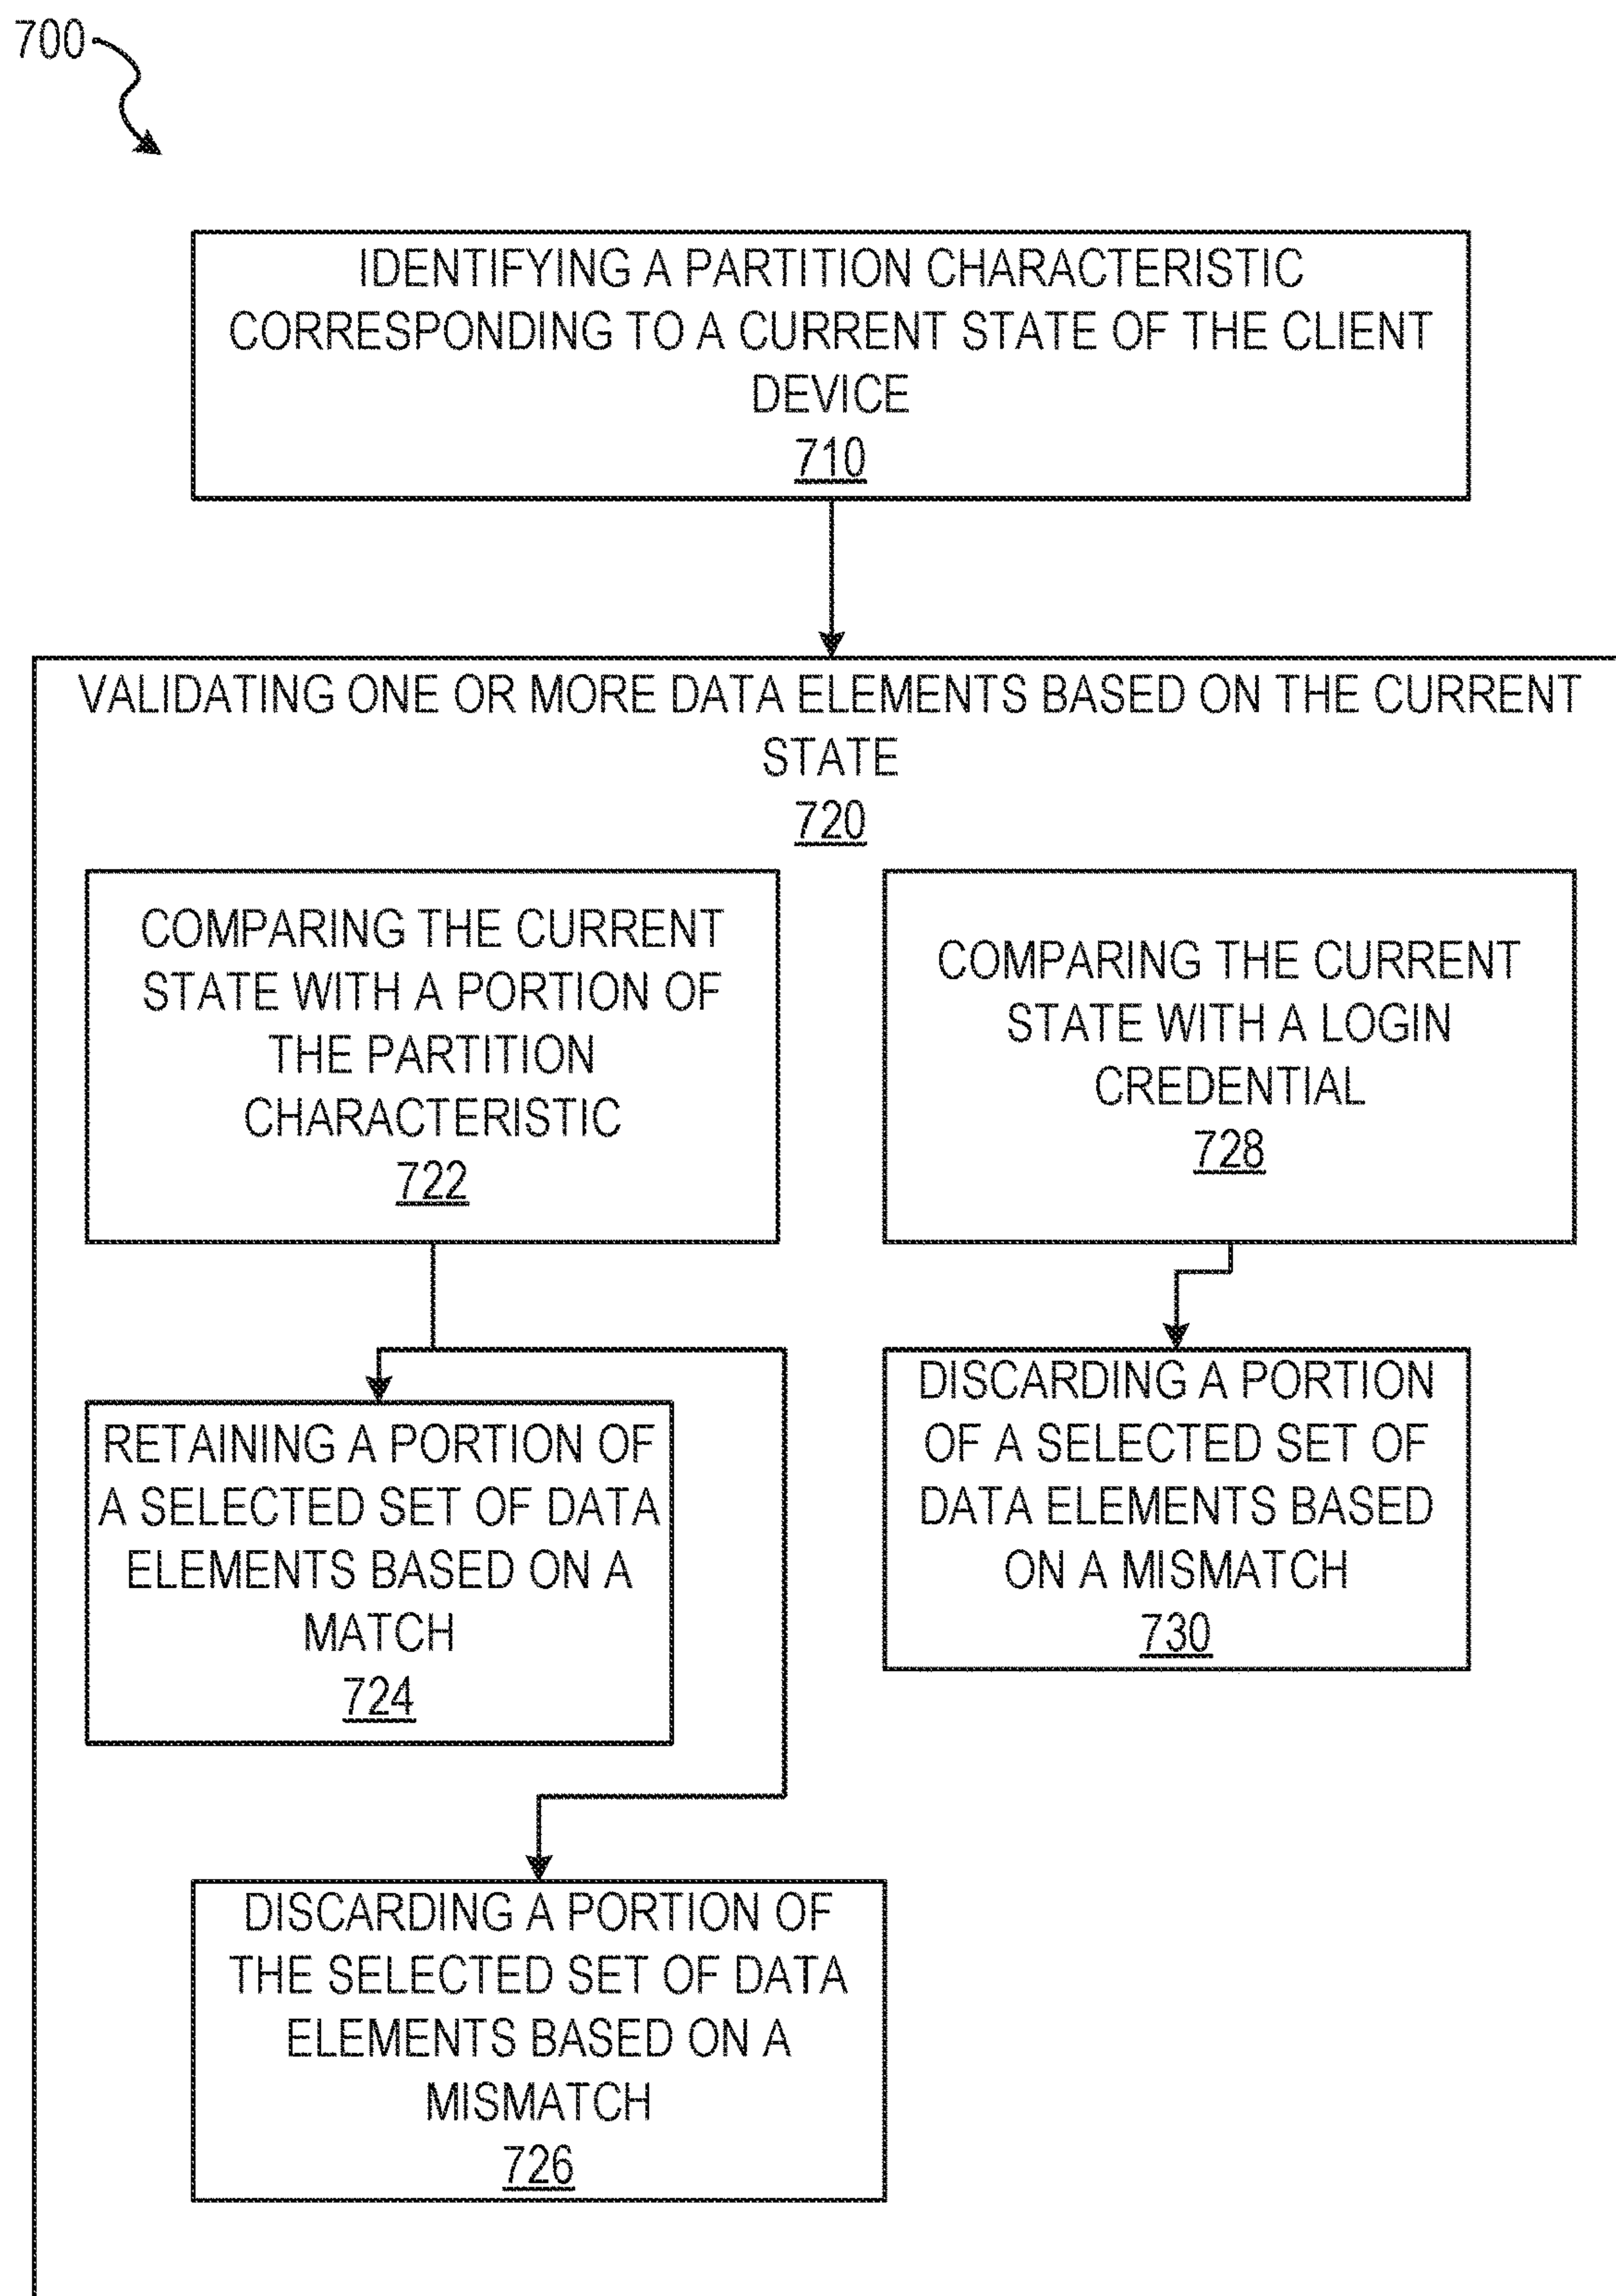 700
IDENTIFYING A PARTITION CHARACTERISTIC
CORRESPONDING TO A CURRENT STATE OF THE CLIENT
DEVICE
710
VALIDATING ONE OR MORE DATA ELEMENTS BASED ON THE CURRENT
STATE
720
COMPARING THE CURRENT
STATE WITH A PORTION OF
THE PARTITION
CHARACTERISTIC
722
COMPARING THE CURRENT
STATE WITH A LOGIN
CREDENTIAL
728
RETAINING A PORTION OF
A SELECTED SET OF DATA
ELEMENTS BASED ON A
MATCH
724
DISCARDING A PORTION
OF A SELECTED SET OF
DATA ELEMENTS BASED
ON A MISMATCH
730
DISCARDING A PORTION OF
THE SELECTED SET OF DATA
ELEMENTS BASED ON A
MISMATCH
726